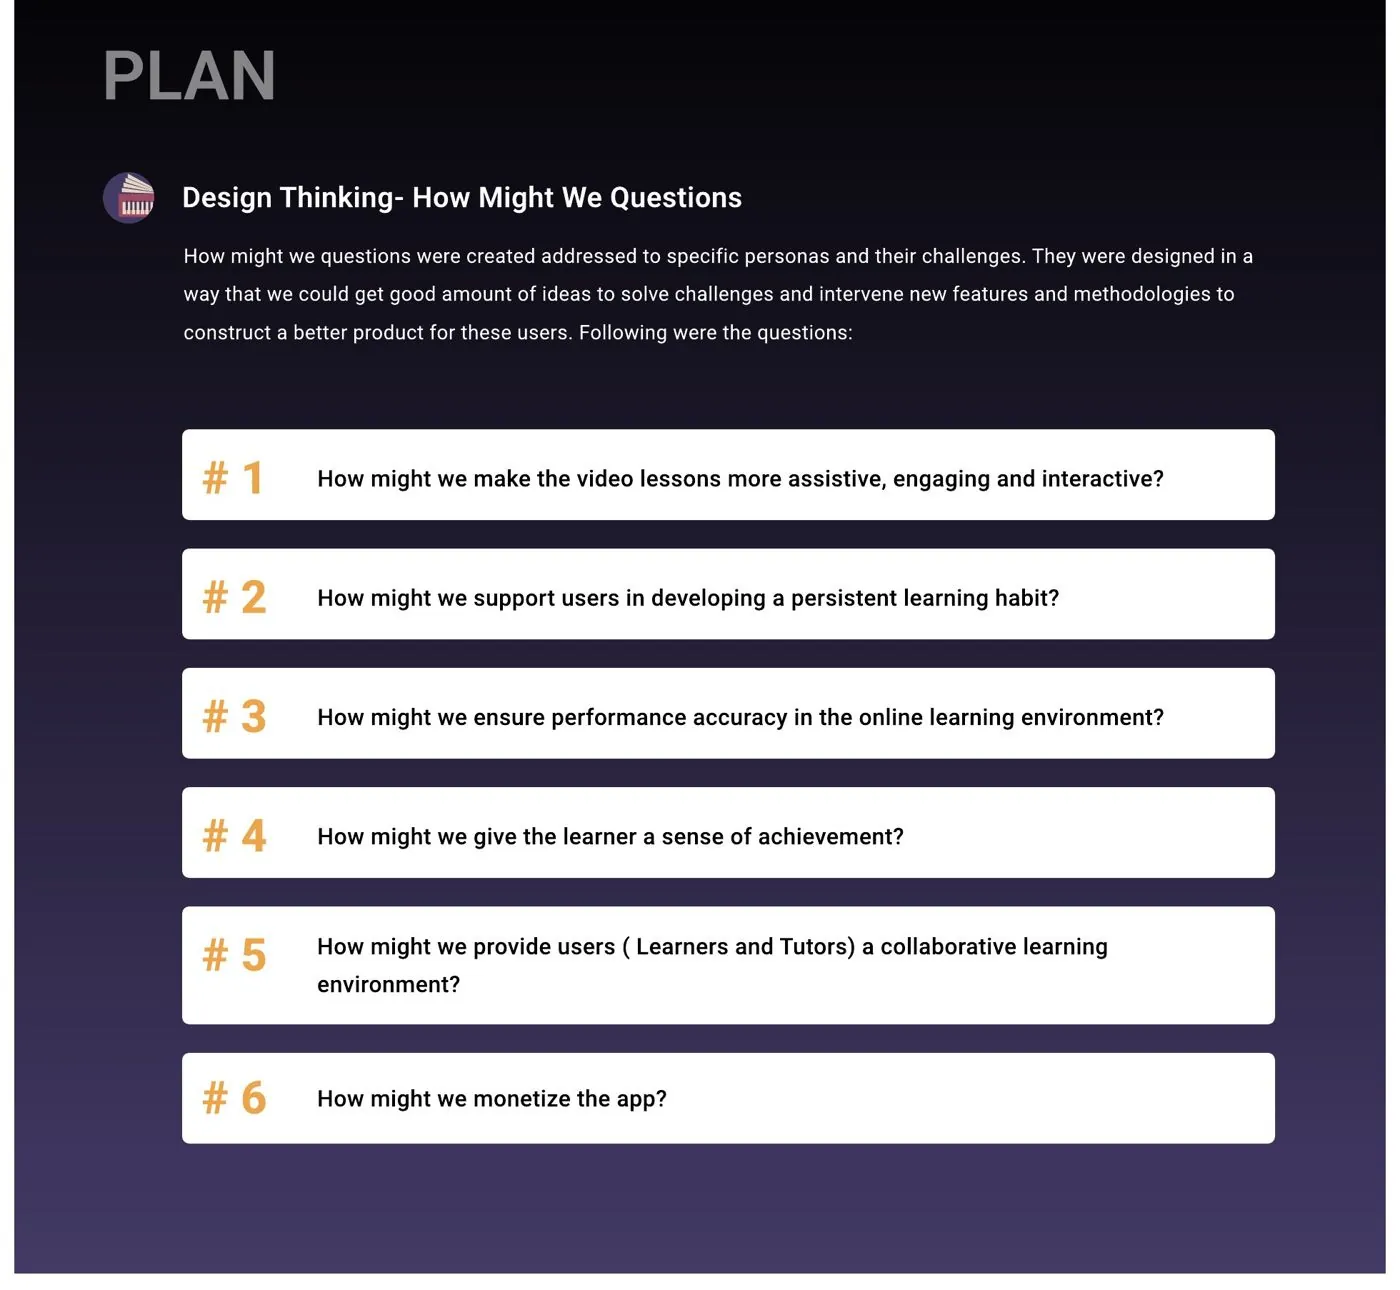 PLAN
Design Thinking- How Might We Questions
How might we questions were created addressed to specific personas and their challenges. They were designed in a
way that we could get good amount of ideas to solve challenges and intervene new features and methodologies to
construct a better product for these users. Following were the questions:
# 1 How might we make the video lessons more assistive, engaging and interactive?
# 2 How might we support users in developing a persistent learning habit?
# 3 How might we ensure performance accuracy in the online learning environment?
# 4 How might we give the learner a sense of achievement?
# 5 How might we provide users ( Learners and Tutors) a collaborative learning
environment?
# 6 How might we monetize the app?